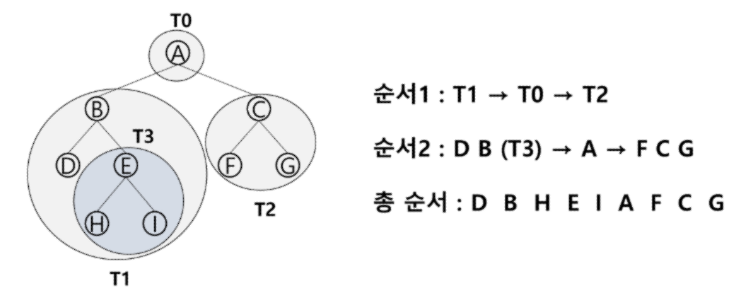 T0
A
B
C
T3
D
E
F
G
H
I
T2
T1
순서1 : T1 → T0 → T2
순서2 : D B (T3) → A → F C G
총 순서 : D B H E I A F C G